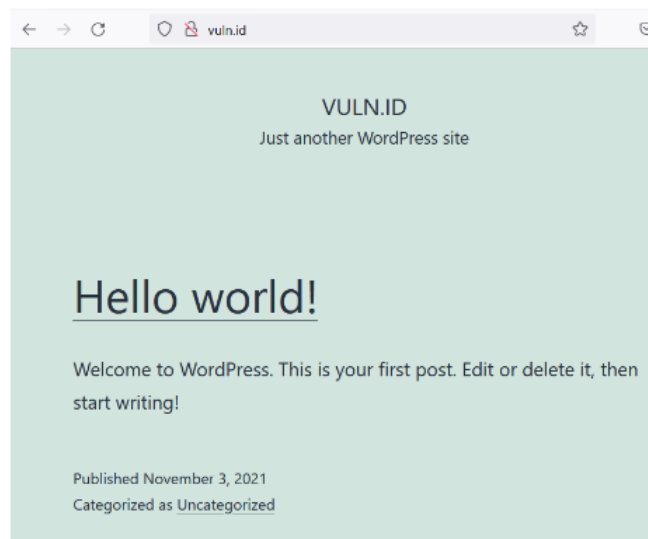 vuln.id
VULN.ID
Just another WordPress site
Hello world!
Welcome to WordPress. This is your first post. Edit or delete it, then
start writing!
Published November 3, 2021
Categorized as Uncategorized